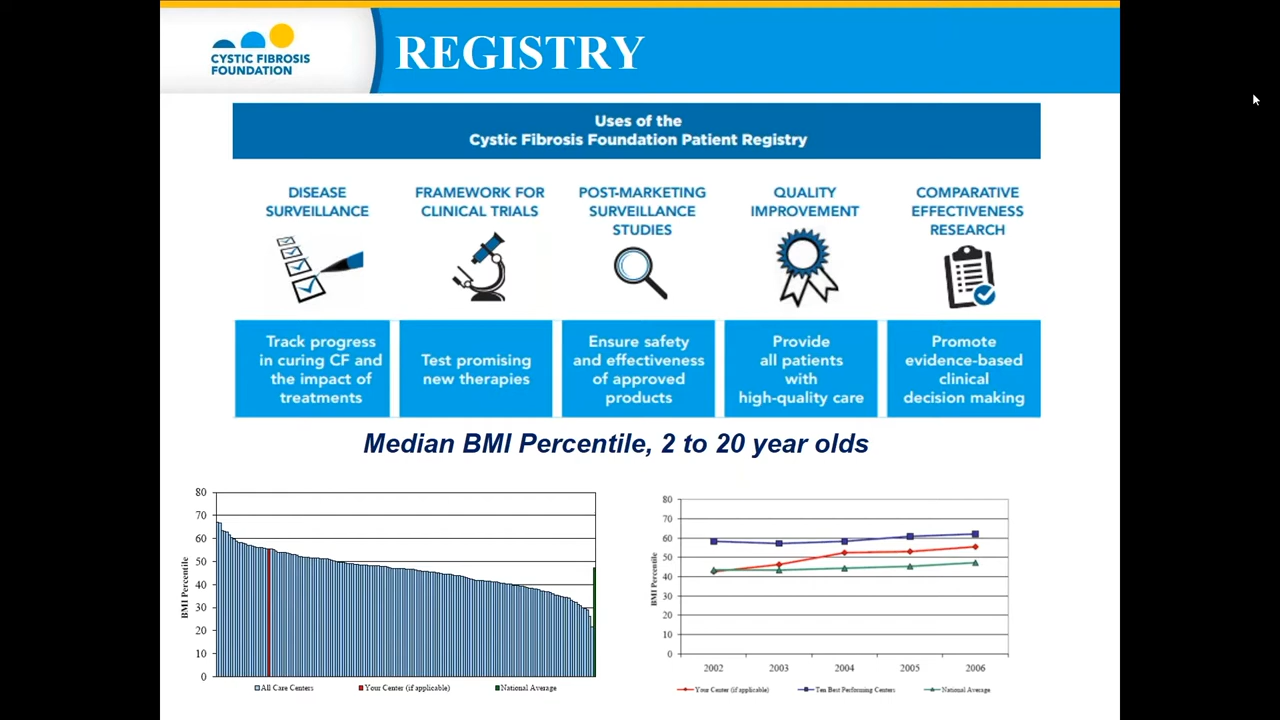 CYSTIC FIBROSIS
FOUNDATION
REGISTRY
Uses of the
Cystic Fibrosis Foundation Patient Registry
DISEASE
SURVEILLANCE
FRAMEWORK FOR
CLINICAL TRIALS
POST-MARKETING
SURVEILLANCE
STUDIES
QUALITY
IMPROVEMENT
COMPARATIVE
EFFECTIVENESS
RESEARCH
Track progress
in curing CF and
the impact of
treatments
Test promising
new therapies
Ensure safety
and effectiveness
of approved
products
Provide
all patients
with
high-quality care
Promote
evidence-based
clinical
decision making
Median BMI Percentile, 2 to 20 year olds
BMI Percentile
80
70
60
50
40
30
20
10
0
All Care Centers
Your Center (if applicable)
National Average
BMI Percentile
80
70
60
50
40
30
20
10
0
2002
2003
2004
2005
2006
Your Center (if applicable)
Ten Best Performing Centers
National Average